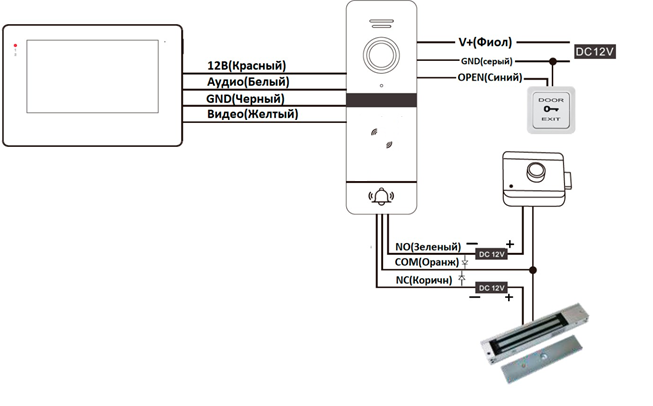 V+(Фиол)
GND(серый)
DC12V
OPEN(Синий)
12В(Красный)
Аудио(Белый)
GND(Черный)
Видео(Желтый)
DOOR
EXIT
NO(Зеленый)
− +
DC 12V
COM(Оранж)
NC(Коричн)
DC 12V
− +